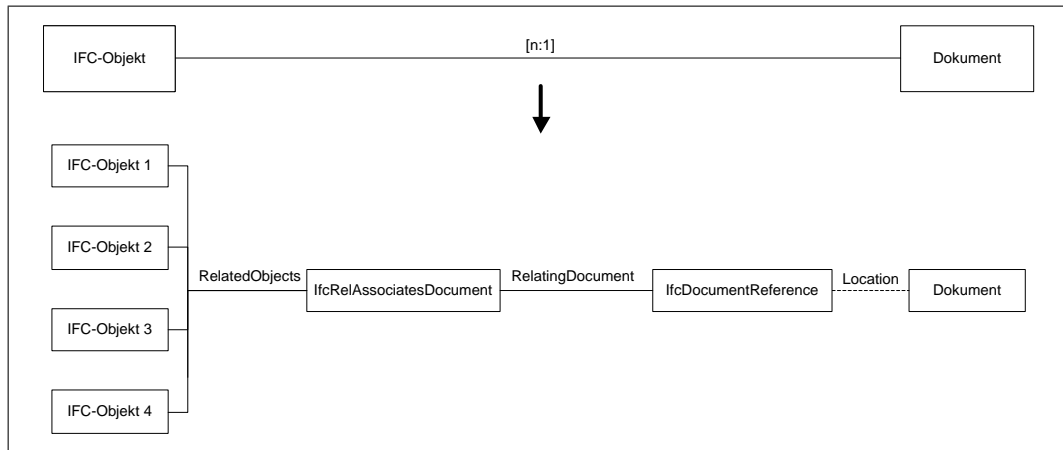 IFC-Objekt
[n:1]
Dokument
IFC-Objekt 1
IFC-Objekt 2
IFC-Objekt 3
IFC-Objekt 4
RelatedObjects
IfcRelAssociatesDocument
RelatingDocument
IfcDocumentReference
Location
Dokument